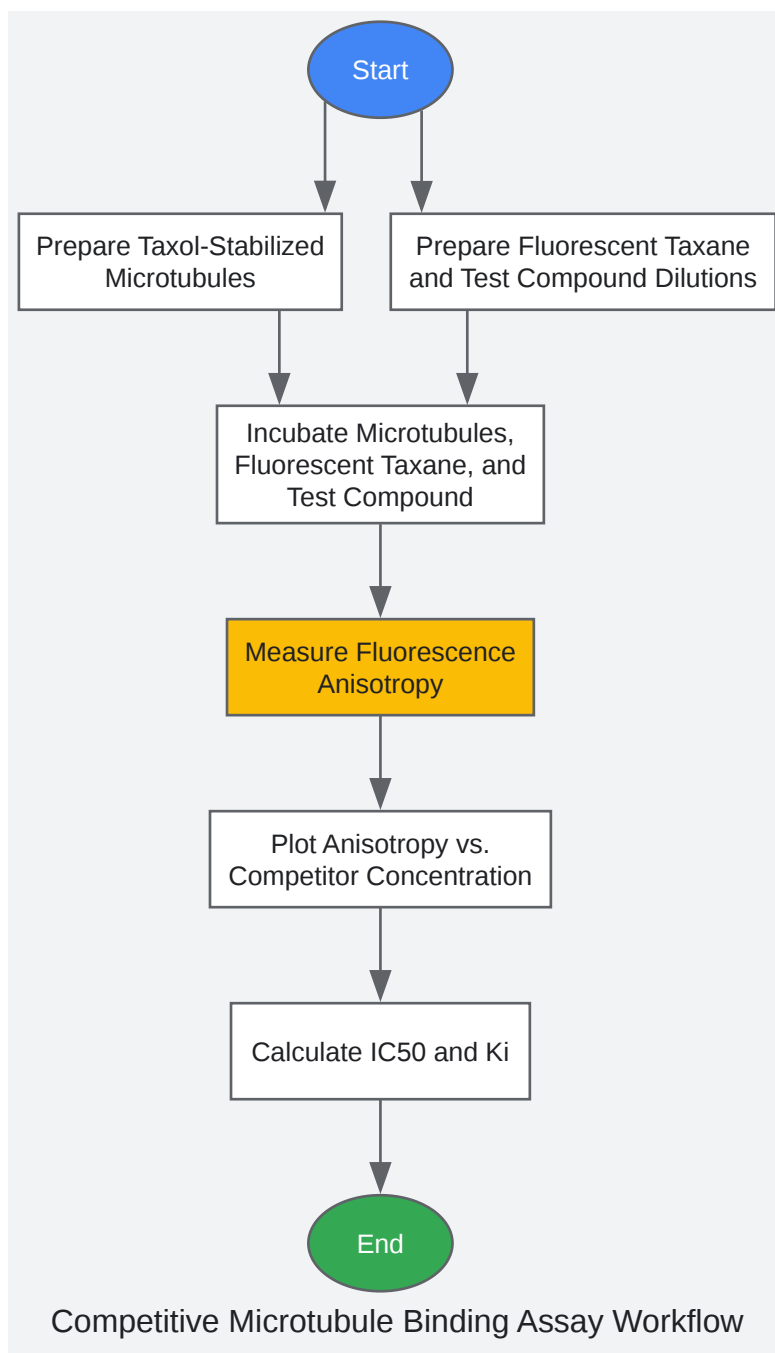 Start
Prepare Taxol-Stabilized
Microtubules
Prepare Fluorescent Taxane
and Test Compound Dilutions
Incubate Microtubules,
Fluorescent Taxane, and
Test Compound
Measure Fluorescence
Anisotropy
Plot Anisotropy vs.
Competitor Concentration
Calculate IC50 and Ki
End
Competitive Microtubule Binding Assay Workflow